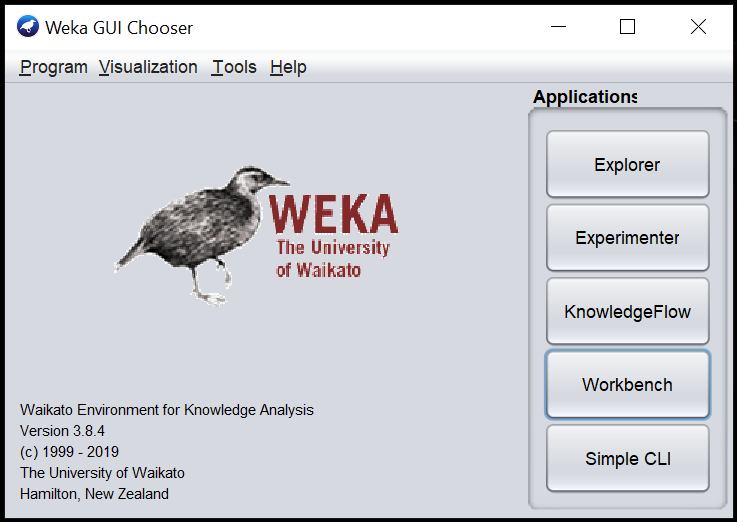 Weka GUI Chooser
Program Visualization Tools Help
Applications
Explorer
Experimenter
KnowledgeFlow
Workbench
Simple CLI
WEKA
The University
of Waikato
Waikato Environment for Knowledge Analysis
Version 3.8.4
(c) 1999 - 2019
The University of Waikato
Hamilton, New Zealand